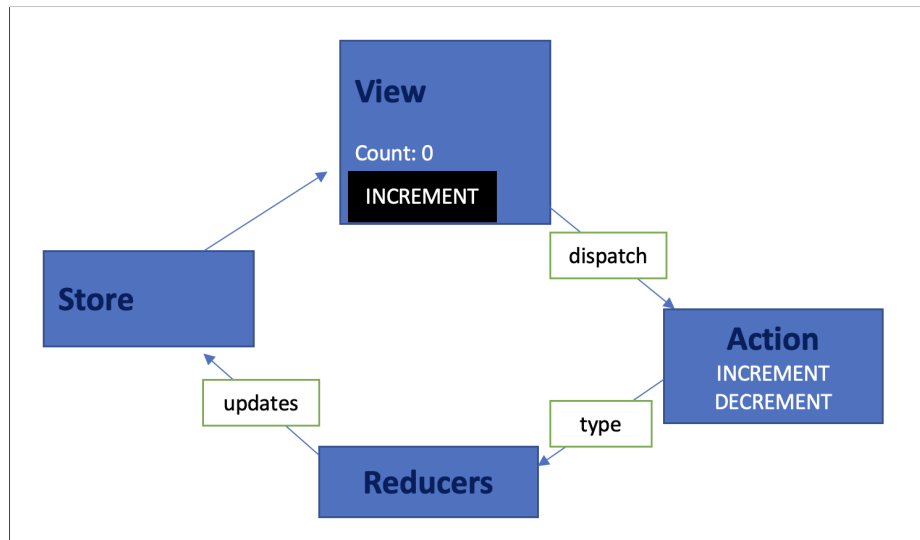 View
Count: 0
INCREMENT
dispatch
Store
Action
INCREMENT
DECREMENT
updates
type
Reducers